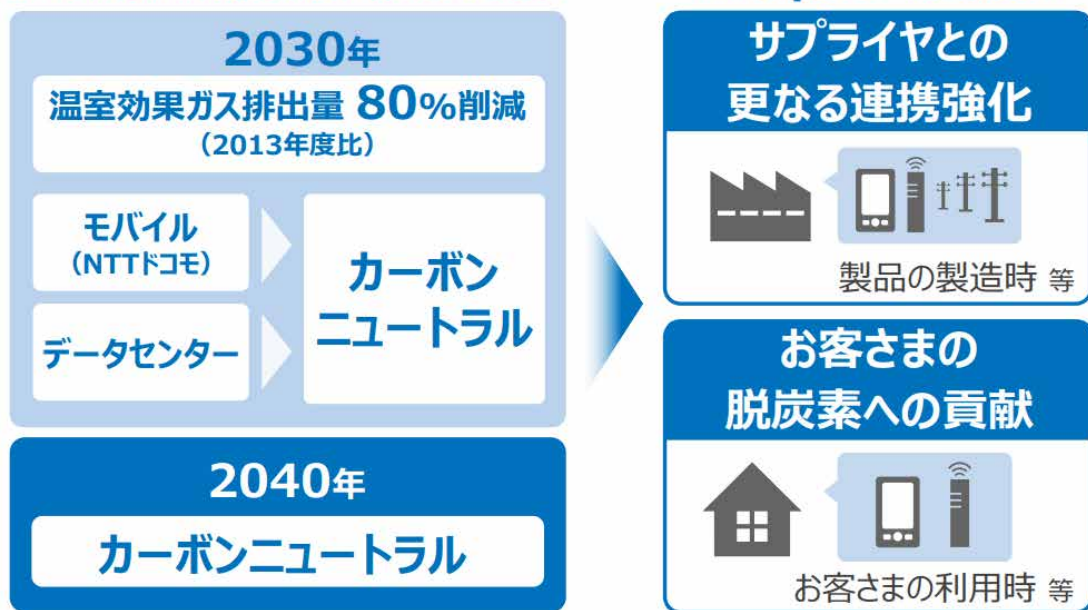 2030年
温室効果ガス排出量 80%削減
（2013年度比）
モバイル
（NTTドコモ）
データセンター
カーボン
ニュートラル
2040年
カーボンニュートラル
サプライヤとの
更なる連携強化
製品の製造時 等
お客さまの
脱炭素への貢献
お客さまの利用時 等